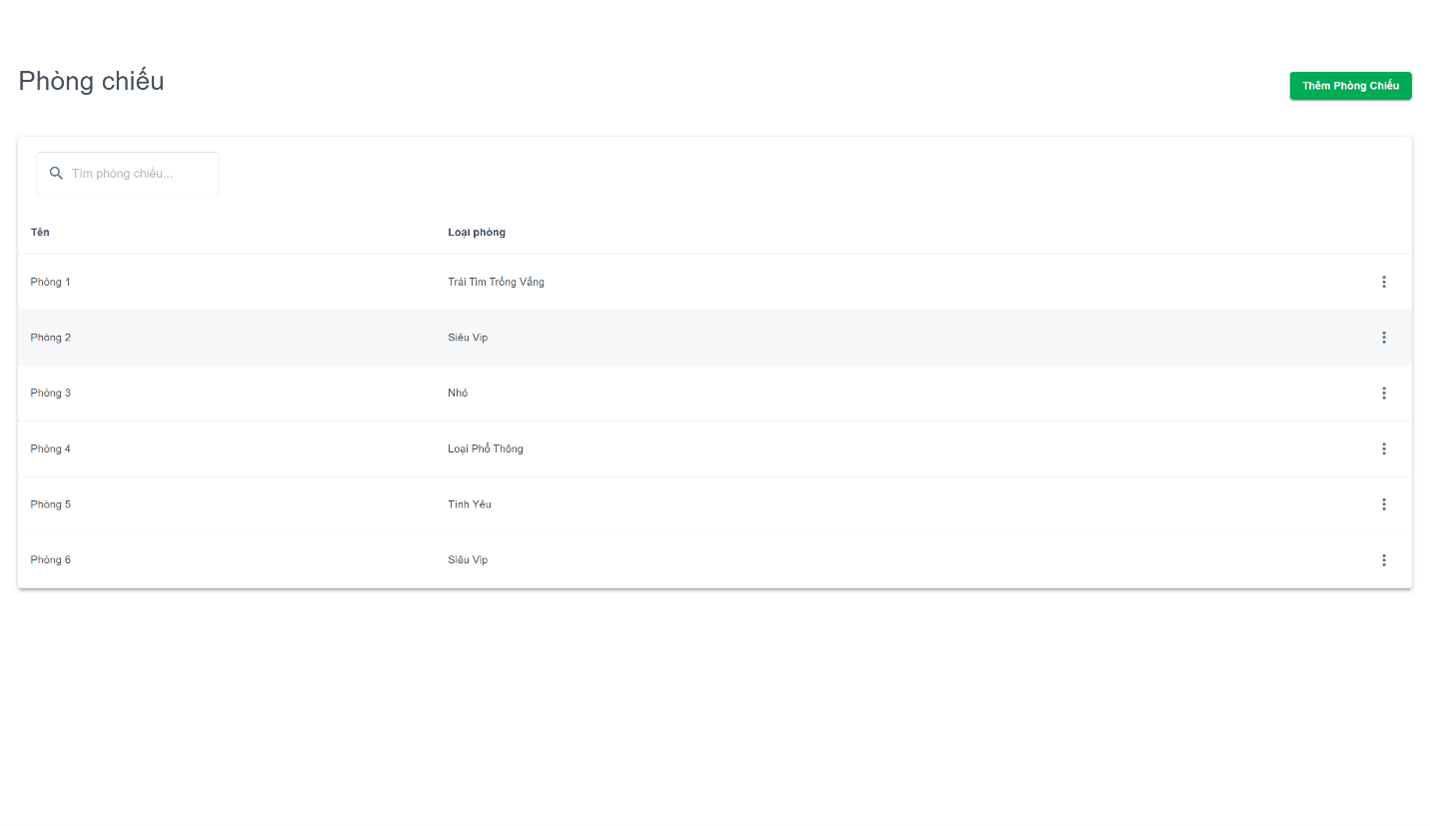 Phòng chiếu
Thêm Phòng Chiếu
Tìm phòng chiếu...
Tên Loại phòng
Phòng 1 Trái Tim Trống Vắng
Phòng 2 Siêu Vip
Phòng 3 Nhỏ
Phòng 4 Loại Phổ Thông
Phòng 5 Tình Yêu
Phòng 6 Siêu Vip